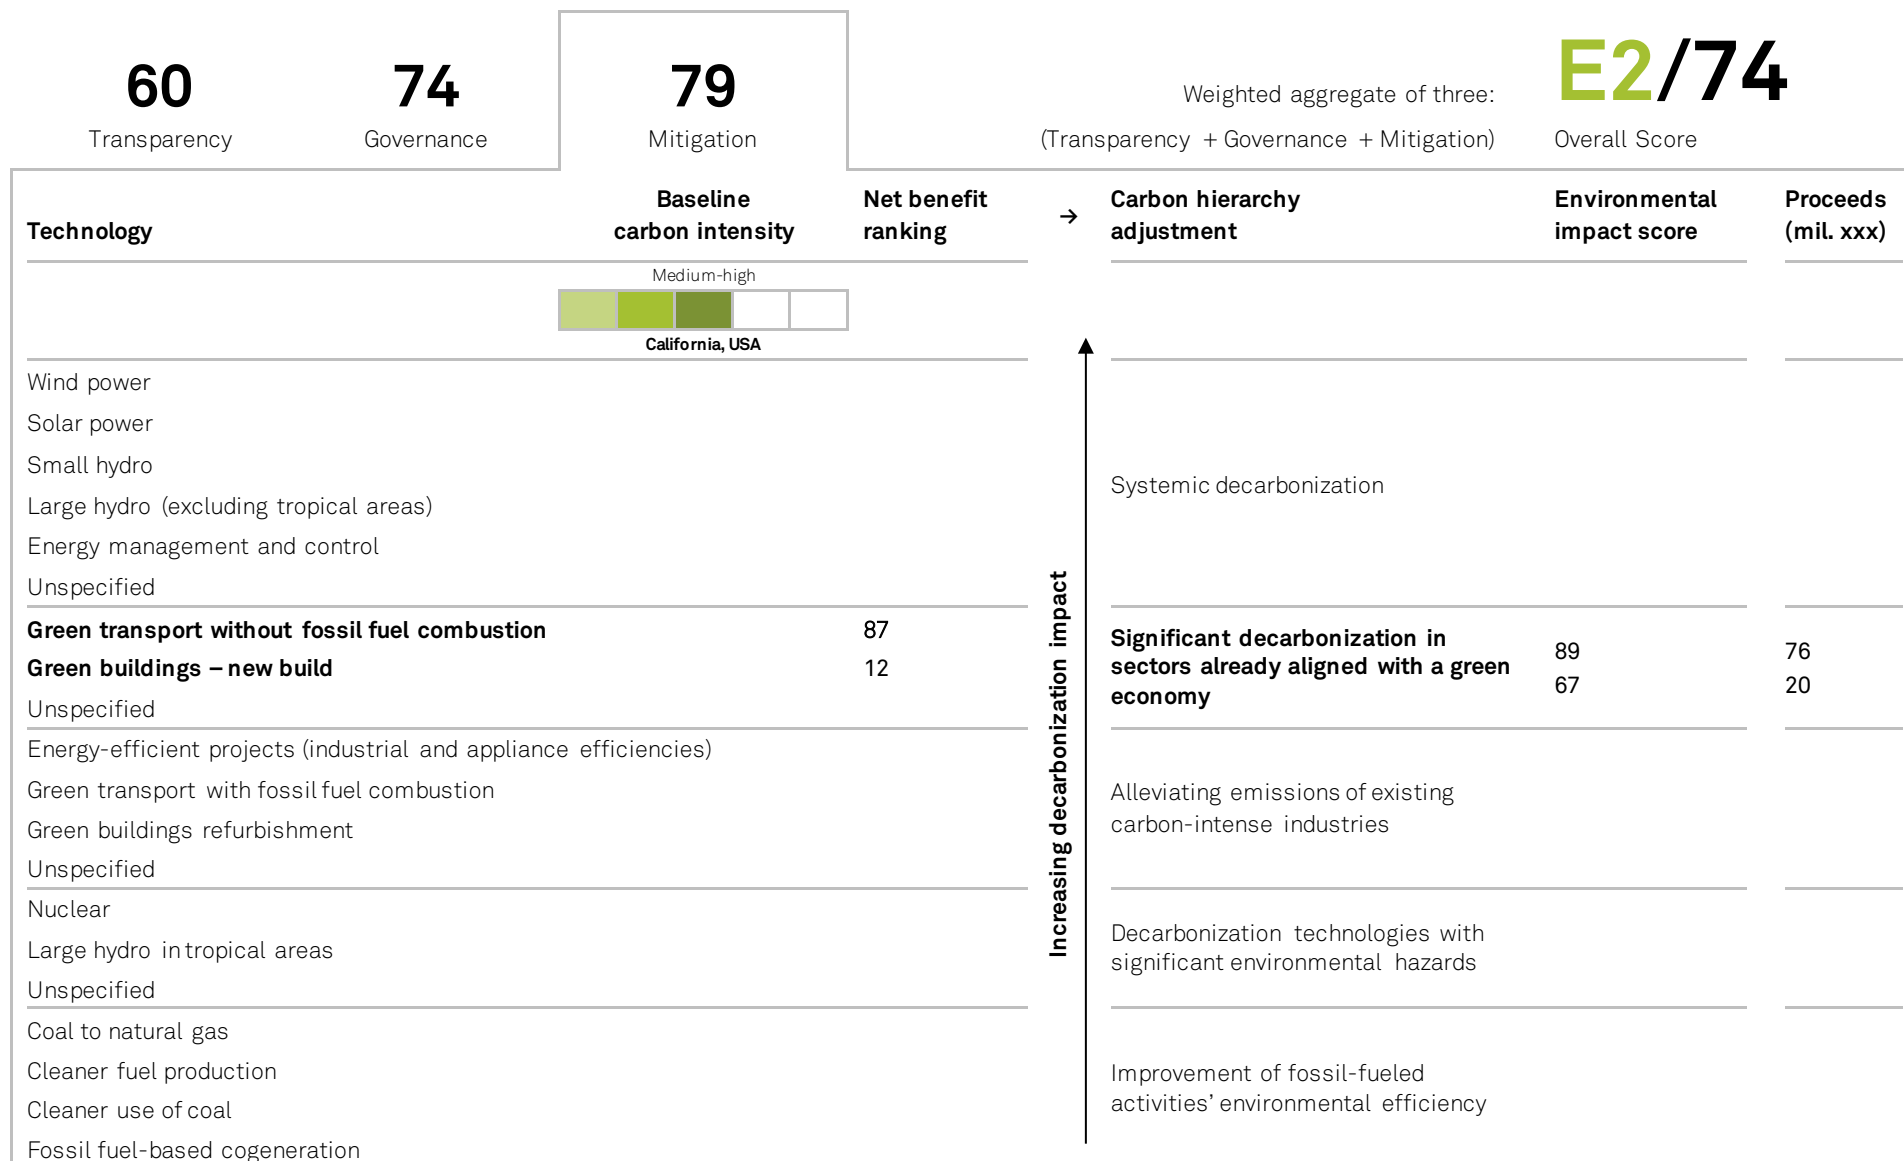 60
Transparency
74
Governance
79
Mitigation
Weighted aggregate of three:
(Transparency + Governance + Mitigation)
E2/74
Overall Score
Technology
Baseline
carbon intensity
Net benefit
ranking
→
Carbon hierarchy
adjustment
Environmental
impact score
Proceeds
(mil. xxx)
Medium-high
California, USA
Wind power
Solar power
Small hydro
Large hydro (excluding tropical areas)
Energy management and control
Unspecified
Systemic decarbonization
Increasing decarbonization impact
Green transport without fossil fuel combustion
87
Green buildings – new build
12
Unspecified
Significant decarbonization in
sectors already aligned with a green
economy
89
67
76
20
Energy-efficient projects (industrial and appliance efficiencies)
Green transport with fossil fuel combustion
Green buildings refurbishment
Unspecified
Alleviating emissions of existing
carbon-intense industries
Nuclear
Large hydro in tropical areas
Unspecified
Decarbonization technologies with
significant environmental hazards
Coal to natural gas
Cleaner fuel production
Cleaner use of coal
Fossil fuel-based cogeneration
Improvement of fossil-fueled
activities’ environmental efficiency